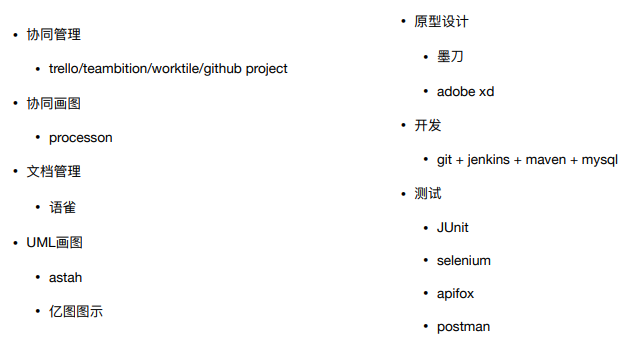 • 协同管理
• trello/teambition/worktile/github project
• 协同画图
• processon
• 文档管理
• 语雀
• UML画图
• astah
• 亿图图示
• 原型设计
• 墨刀
• adobe xd
• 开发
• git + jenkins + maven + mysql
• 测试
• JUnit
• selenium
• apifox
• postman